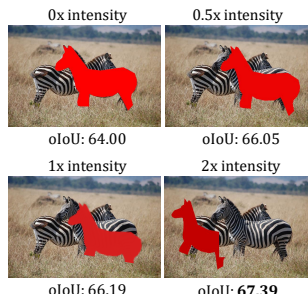 0x intensity
0.5x intensity
oIoU: 64.00
oIoU: 66.05
1x intensity
2x intensity
oIoU: 66.19
oIoU: 67.39